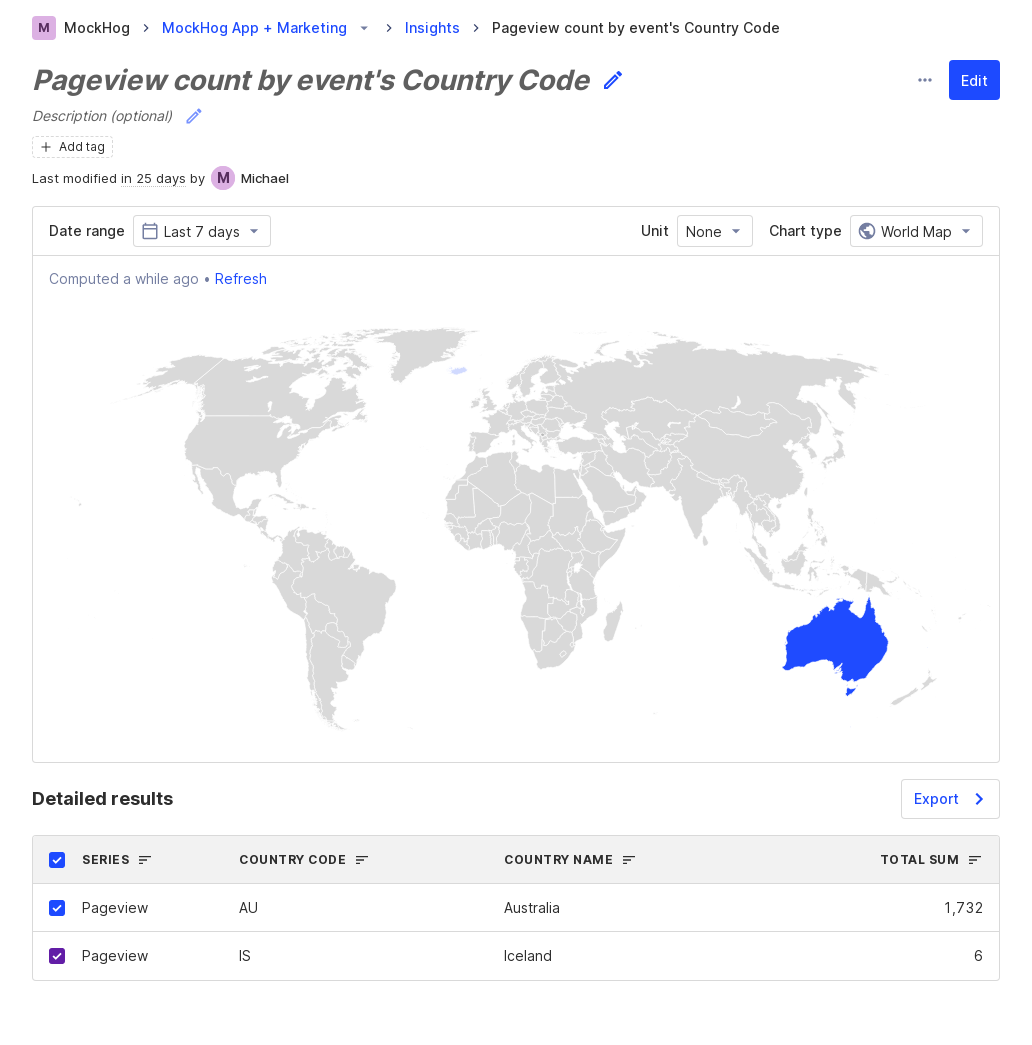 M MockHog MockHog App + Marketing Insights Pageview count by event's Country Code
Pageview count by event's Country Code
Edit
Description (optional)
Add tag
Last modified in 25 days by M Michael
Date range Last 7 days Unit None Chart type World Map
Computed a while ago • Refresh
Detailed results
Export
SERIES COUNTRY CODE COUNTRY NAME TOTAL SUM
Pageview AU Australia 1,732
Pageview IS Iceland 6